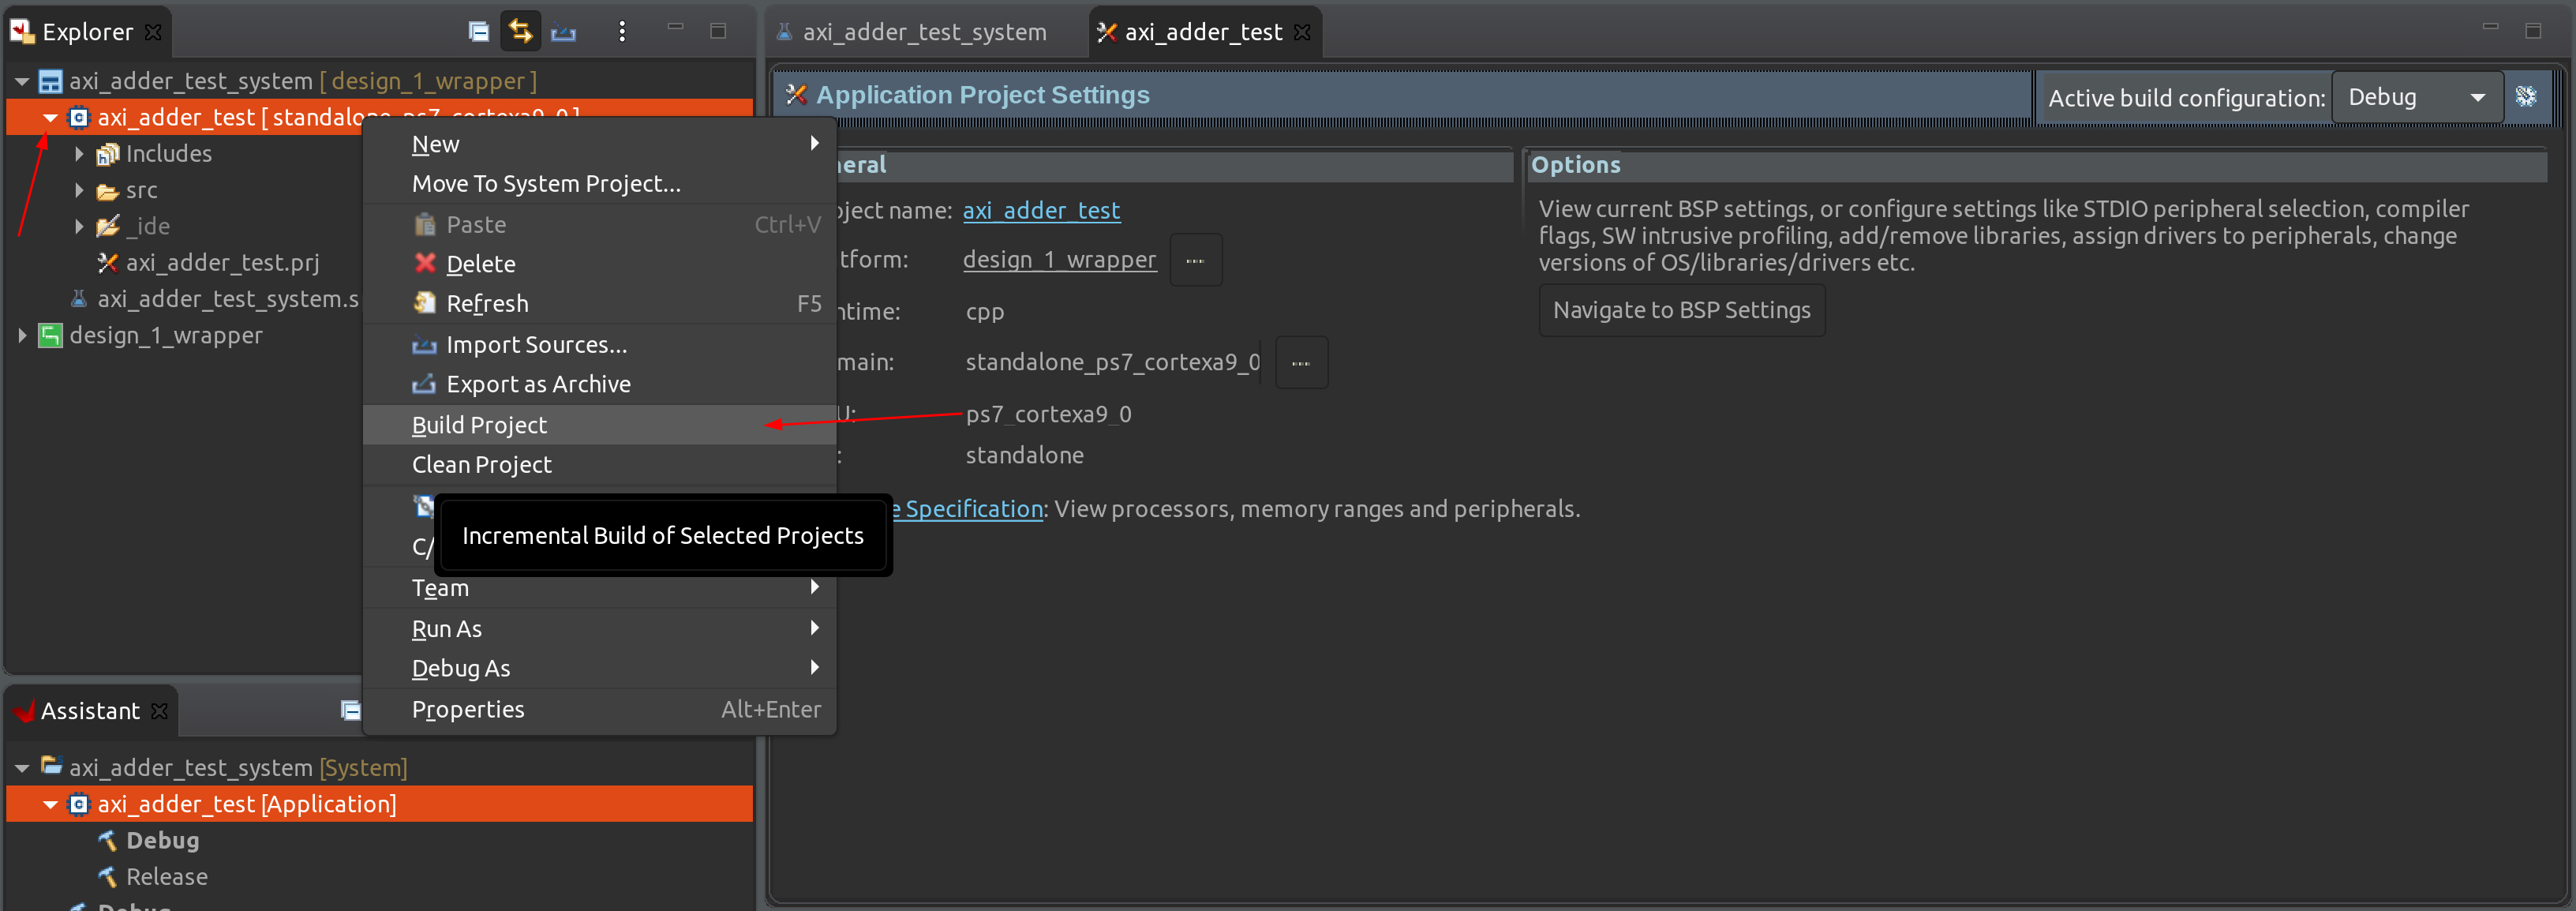 Explorer
axi_adder_test_system [ design_1_wrapper ]
axi_adder_test [ standalone_ps7_cortexa9_0 ]
Includes
src
_ide
axi_adder_test.prj
axi_adder_test_system.s
design_1_wrapper
New
Move To System Project...
Paste Ctrl+V
Delete
Refresh F5
Import Sources...
Export as Archive
Build Project
Clean Project
C/
Incremental Build of Selected Projects
Team
Run As
Debug As
Properties Alt+Enter
Assistant
axi_adder_test_system [System]
axi_adder_test [Application]
Debug
Release
Debug
axi_adder_test_system
axi_adder_test
Application Project Settings
Active build configuration: Debug
eral
ject name: axi_adder_test
tform: design_1_wrapper ...
ntime: cpp
main: standalone_ps7_cortexa9_0 ...
U: ps7_cortexa9_0
: standalone
e Specification: View processors, memory ranges and peripherals.
Options
View current BSP settings, or configure settings like STDIO peripheral selection, compiler
flags, SW intrusive profiling, add/remove libraries, assign drivers to peripherals, change
versions of OS/libraries/drivers etc.
Navigate to BSP Settings